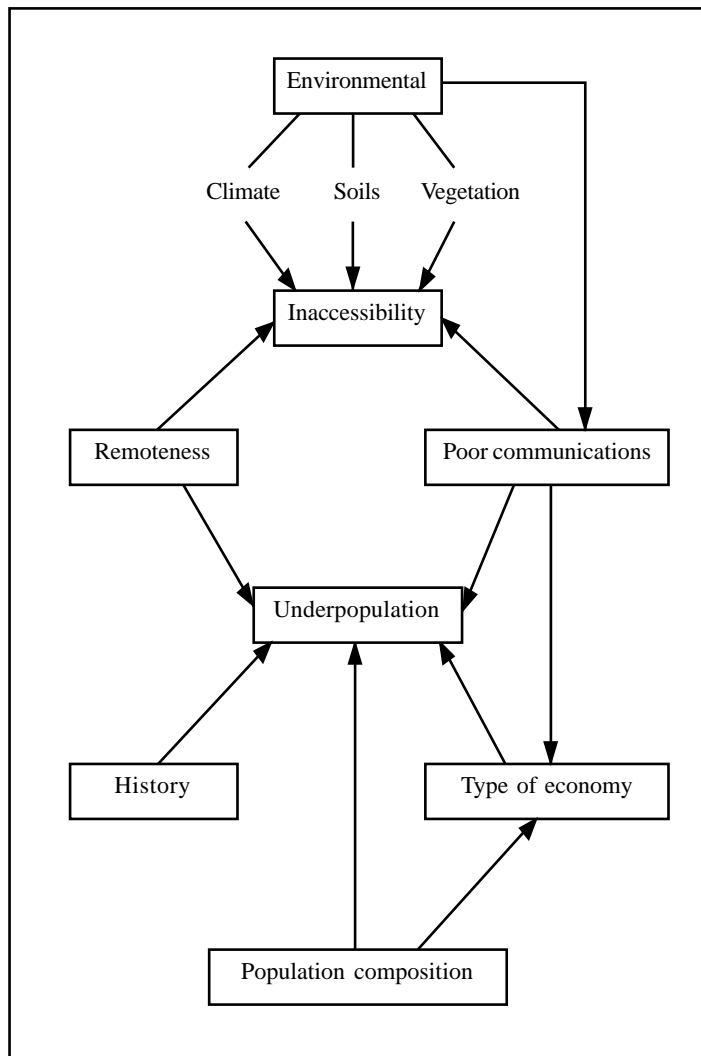 Environmental
Climate Soils Vegetation
Inaccessibility
Remoteness Poor communications
Underpopulation
History Type of economy
Population composition